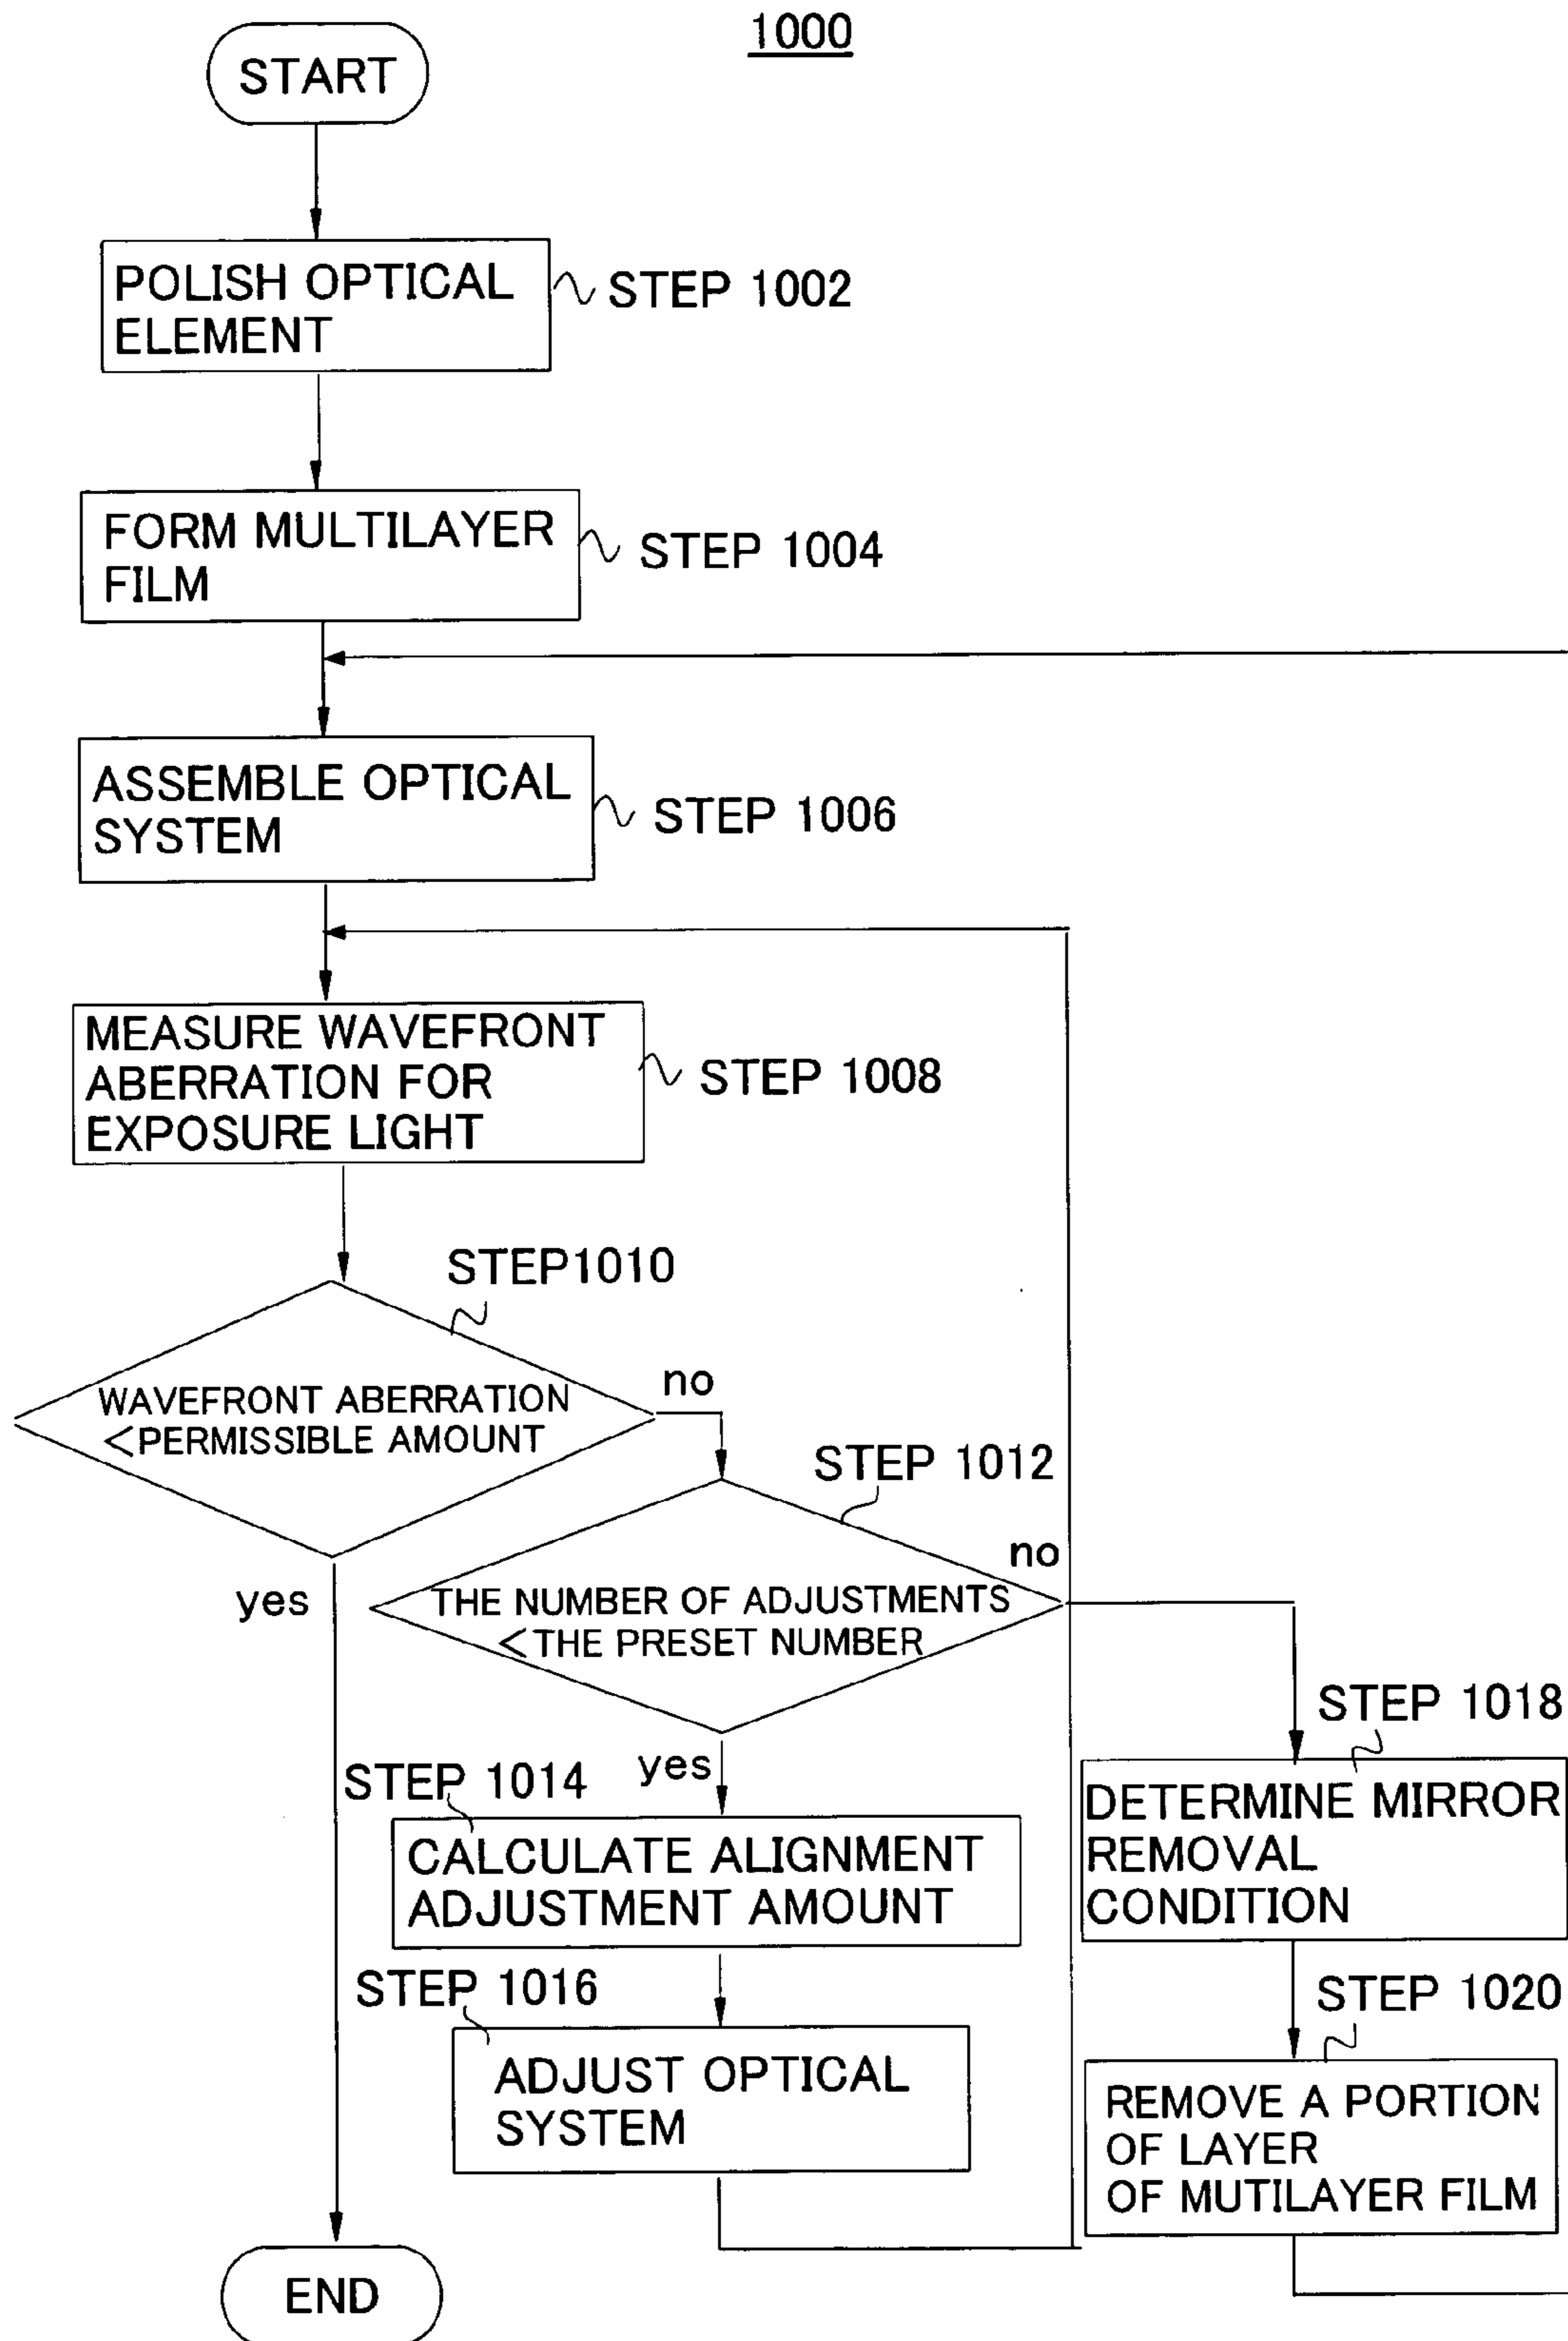 1000
START
POLISH OPTICAL
ELEMENT
STEP 1002
FORM MULTILAYER
FILM
STEP 1004
ASSEMBLE OPTICAL
SYSTEM
STEP 1006
MEASURE WAVEFRONT
ABERRATION FOR
EXPOSURE LIGHT
STEP 1008
STEP1010
WAVEFRONT ABERRATION
<PERMISSIBLE AMOUNT
no
yes
STEP 1012
THE NUMBER OF ADJUSTMENTS
<THE PRESET NUMBER
no
yes
STEP 1014
CALCULATE ALIGNMENT
ADJUSTMENT AMOUNT
STEP 1016
ADJUST OPTICAL
SYSTEM
STEP 1018
DETERMINE MIRROR
REMOVAL
CONDITION
STEP 1020
REMOVE A PORTION
OF LAYER
OF MUTILAYER FILM
END